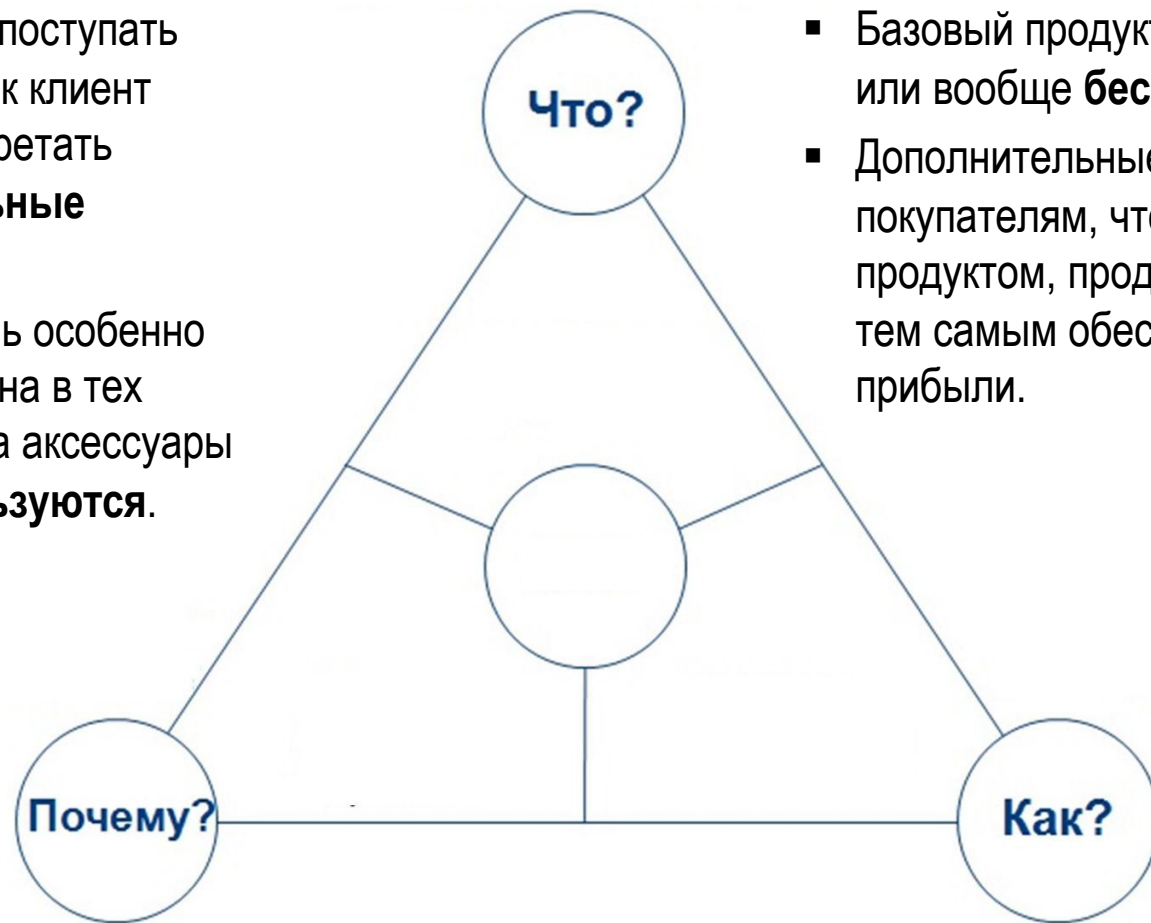 поступать
к клиент
ретать
ьные
ь особенно
на в тех
а аксессуары
ьзуются.
Что?
▪ Базовый продукт
или вообще бес
▪ Дополнительные
покупателям, что
продуктом, прод
тем самым обес
прибыли.
Почему?
Как?